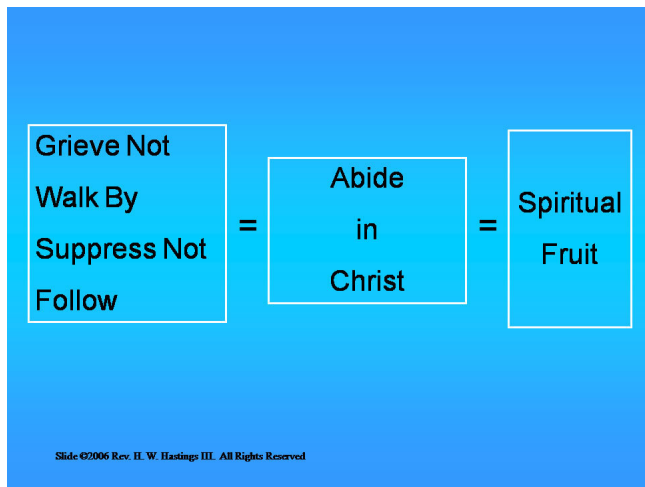 Grieve Not
Walk By
Suppress Not
Follow
=
Abide
in
Christ
=
Spiritual
Fruit
Slide ©2006 Rev. H. W. Hastings III. All Rights Reserved